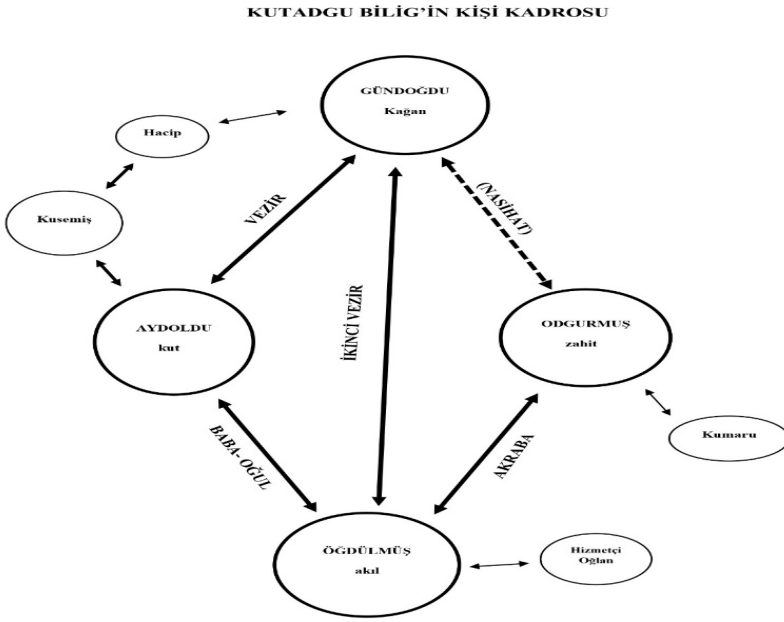 KUTADGU BİLİG'İN KİŞİ KADROSU
GÜNDOĞDU
Kağan
Hacip
Kusemiş
VEZİR
(NASİHAT)
İKİNCİ VEZİR
AYDOLDU
kut
ODGURMUŞ
zahit
BABA- OĞUL
AKRABA
Kumaru
ÖĞDÜLMÜŞ
akıl
Hizmetçi
Oğlan